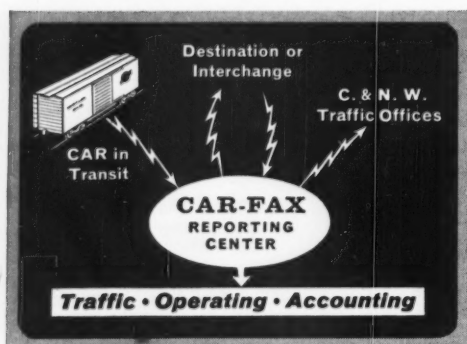 Destination or
Interchange
C. & N. W.
Traffic Offices
CAR in
Transit
CAR-FAX
REPORTING
CENTER
Traffic • Operating • Accounting